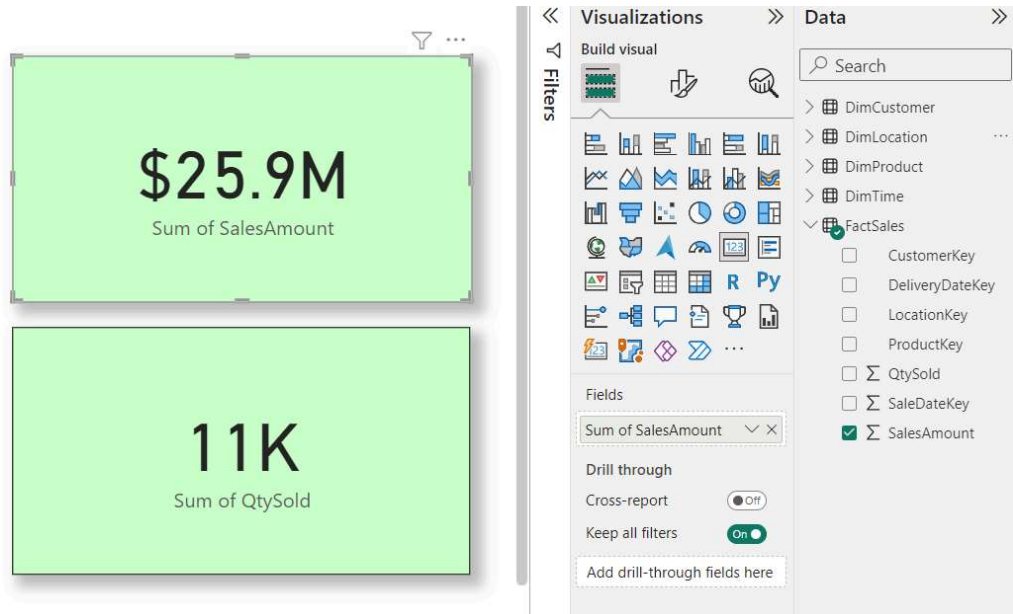 $25.9M
Sum of SalesAmount
11K
Sum of QtySold
Filters
Visualizations
Build visual
123
R
Py
123
Fields
Sum of SalesAmount
Drill through
Cross-report
Off
Keep all filters
On
Add drill-through fields here
Data
Search
DimCustomer
DimLocation
DimProduct
DimTime
FactSales
CustomerKey
DeliveryDateKey
LocationKey
ProductKey
Σ QtySold
Σ SaleDateKey
Σ SalesAmount